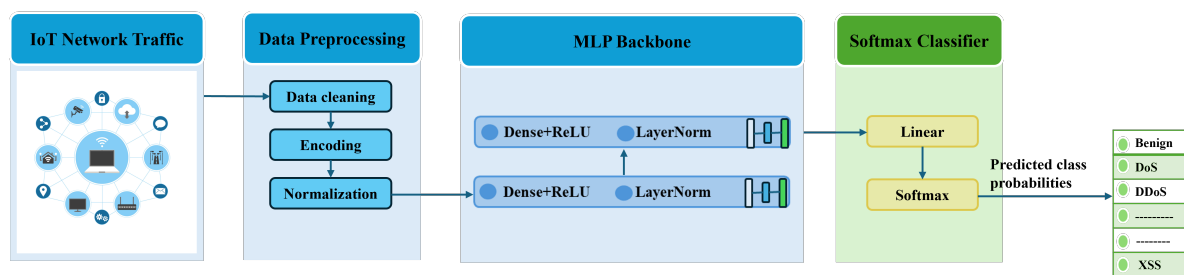 IoT Network Traffic
Data Preprocessing
Data cleaning
Encoding
Normalization
MLP Backbone
Dense+ReLU LayerNorm
Dense+ReLU LayerNorm
Softmax Classifier
Linear
Softmax
Predicted class
probabilities
Benign
DoS
DDoS
---------
--------
XSS